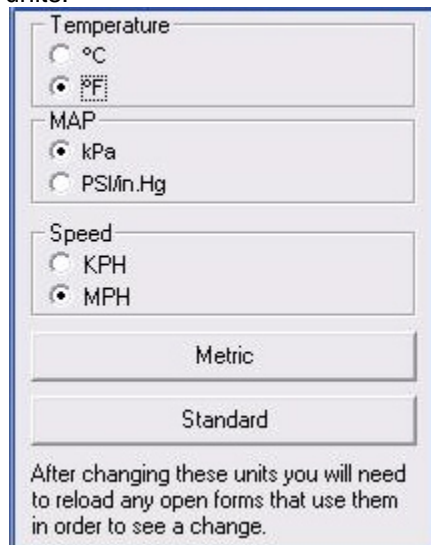 Temperature
°C
°F
MAP
kPa
PSI/in.Hg
Speed
KPH
MPH
Metric
Standard
After changing these units you will need
to reload any open forms that use them
in order to see a change.